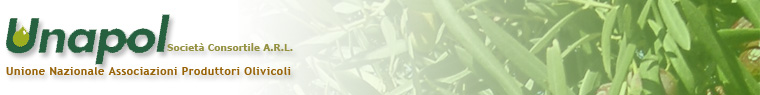 Unapol Società Consortile A.R.L.
Unione Nazionale Associazioni Produttori Olivicoli